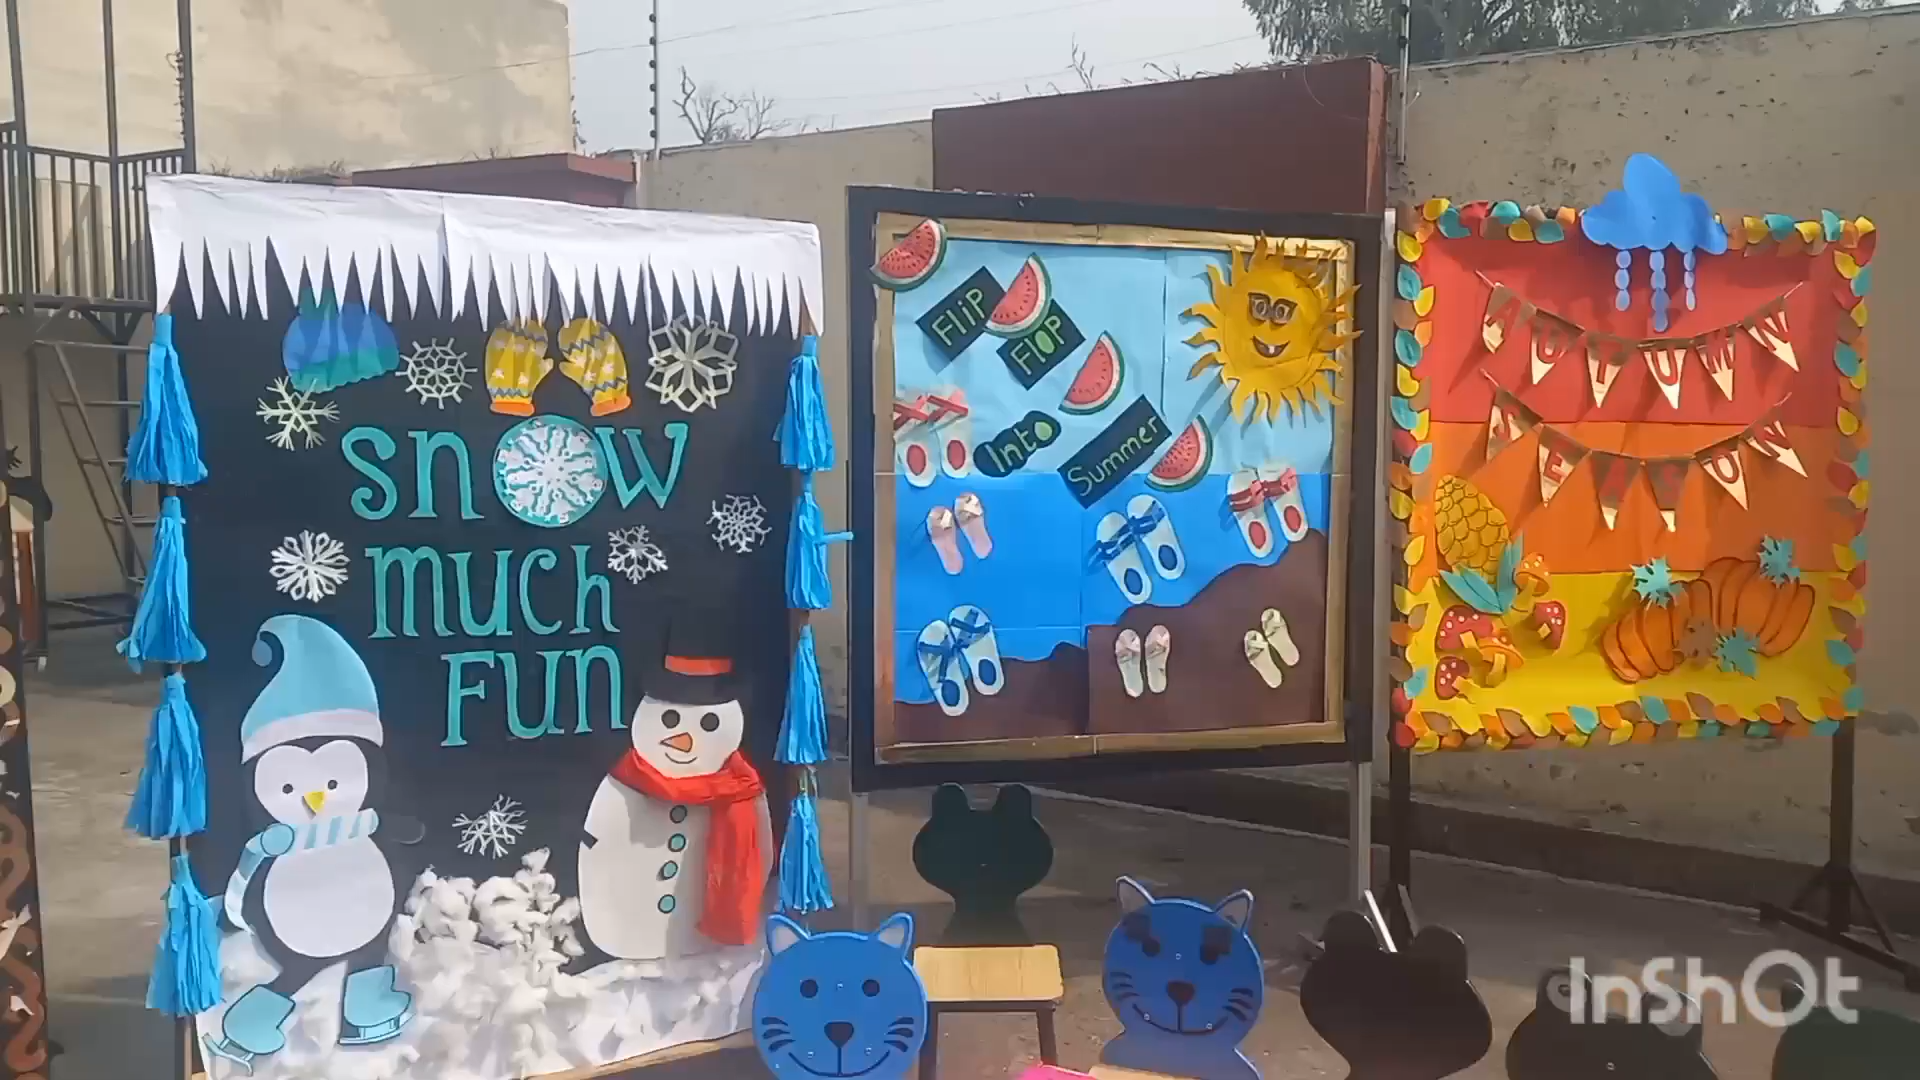 snow
much
Fun
Flip
Flop
Into
Summer
AUTUMN
SEASON
InShOt